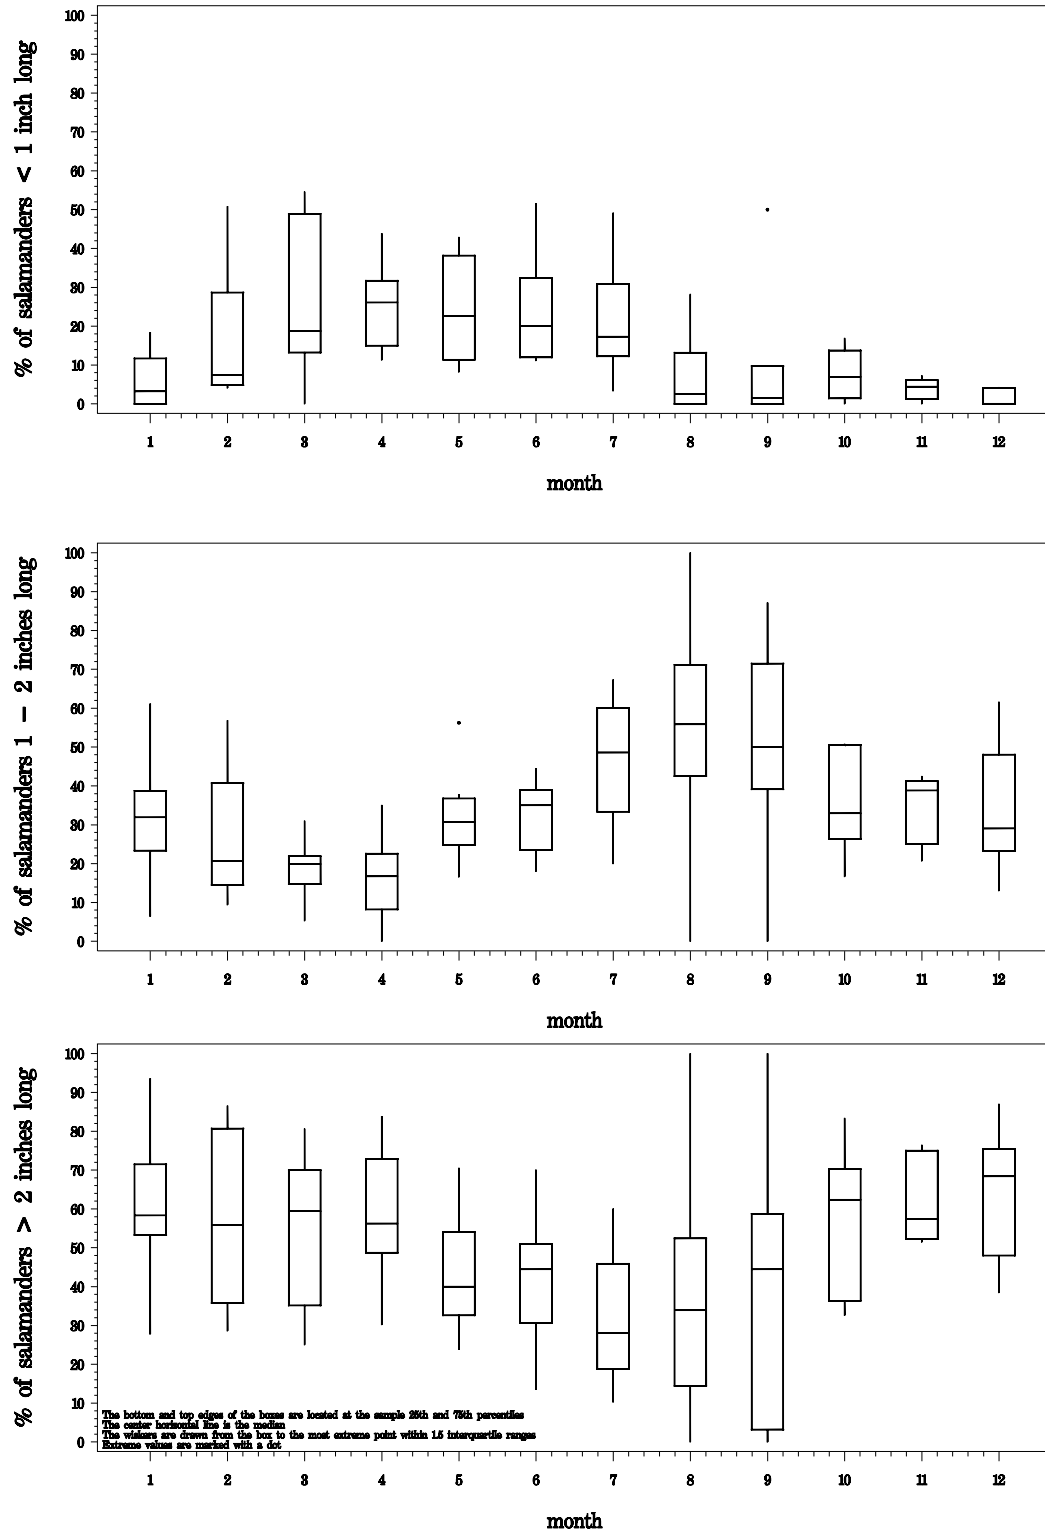 % of salamanders < 1 inch long
100
90
80
70
60
50
40
30
20
10
0
1 2 3 4 5 6 7 8 9 10 11 12
month
% of salamanders 1 - 2 inches long
100
90
80
70
60
50
40
30
20
10
0
1 2 3 4 5 6 7 8 9 10 11 12
month
% of salamanders > 2 inches long
100
90
80
70
60
50
40
30
20
10
0
The bottom and top edges of the boxes are located at the sample 25th and 75th percentiles
The center horizontal line is the median
The wiskers are drawn from the box to the most extreme point within 1.5 interquartile ranges
Extreme values are marked with a dot
1 2 3 4 5 6 7 8 9 10 11 12
month